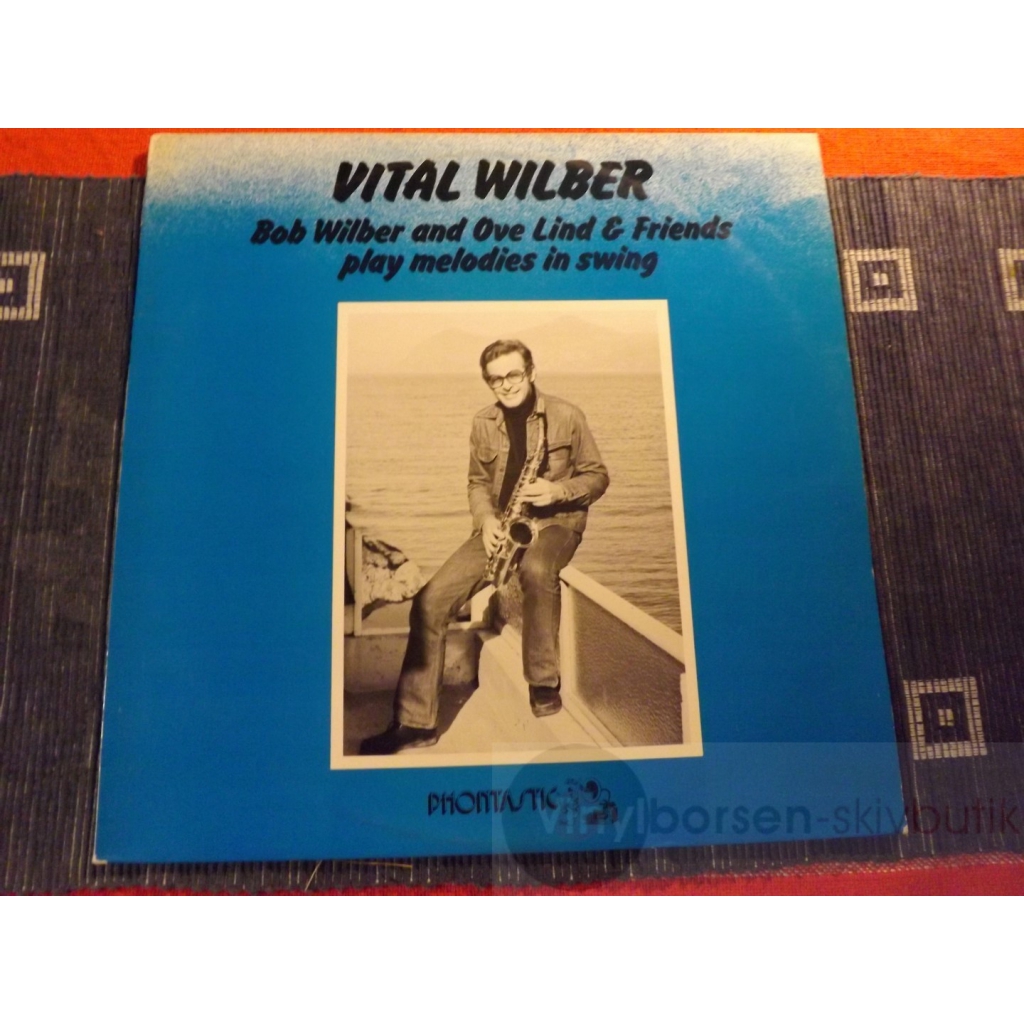 VITAL WILBER
Bob Wilber and Ove Lind & Friends
play melodies in swing
PHONTASTIC
vinylborsen-skivbutik